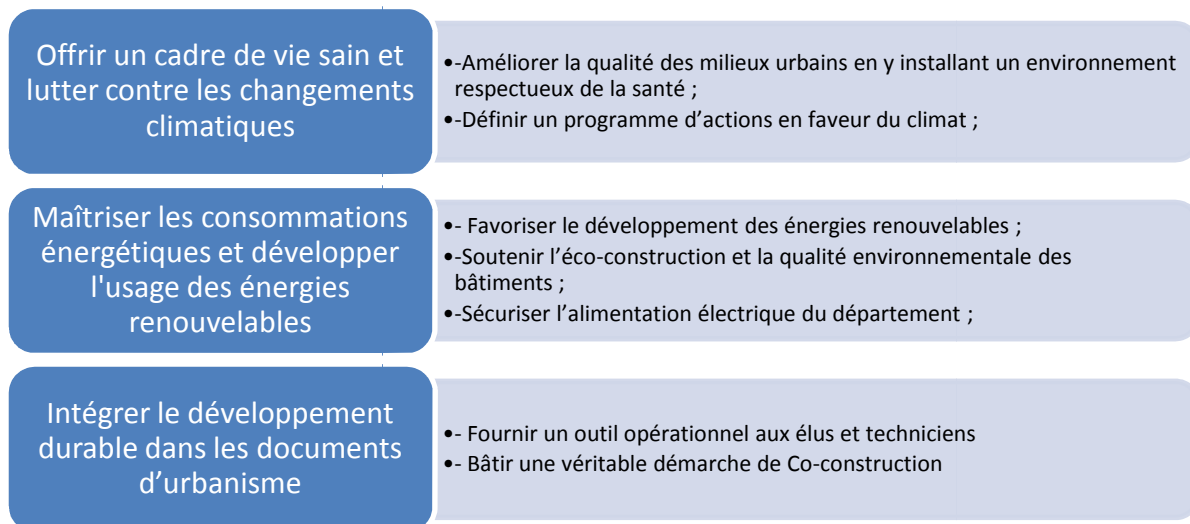 Offrir un cadre de vie sain et
lutter contre les changements
climatiques
•-Améliorer la qualité des milieux urbains en y installant un environnement
respectueux de la santé ;
•-Définir un programme d’actions en faveur du climat ;
Maîtriser les consommations
énergétiques et développer
l'usage des énergies
renouvelables
•- Favoriser le développement des énergies renouvelables ;
•-Soutenir l’éco-construction et la qualité environnementale des
bâtiments ;
•-Sécuriser l’alimentation électrique du département ;
Intégrer le développement
durable dans les documents
d’urbanisme
•- Fournir un outil opérationnel aux élus et techniciens
•- Bâtir une véritable démarche de Co-construction